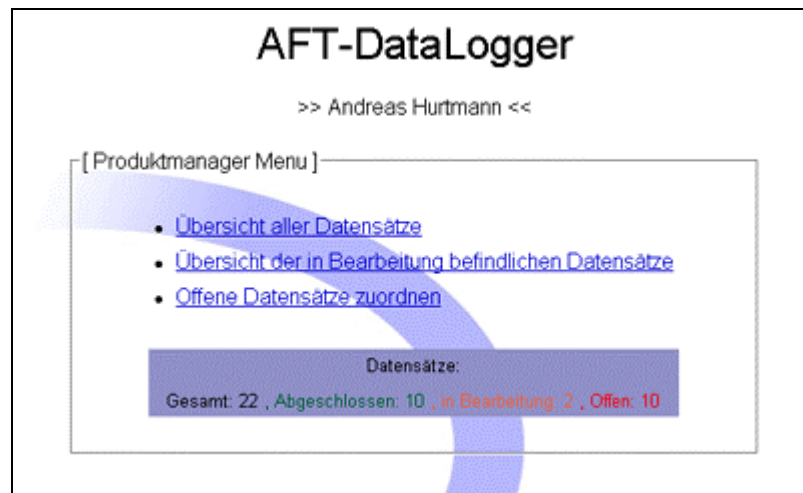 AFT-DataLogger
>> Andreas Hurtmann <<
[ Produktmanager Menu ]
Übersicht aller Datensätze
Übersicht der in Bearbeitung befindlichen Datensätze
Offene Datensätze zuordnen
Datensätze:
Gesamt: 22 , Abgeschlossen: 10 , in Bearbeitung: 2 , Offen: 10